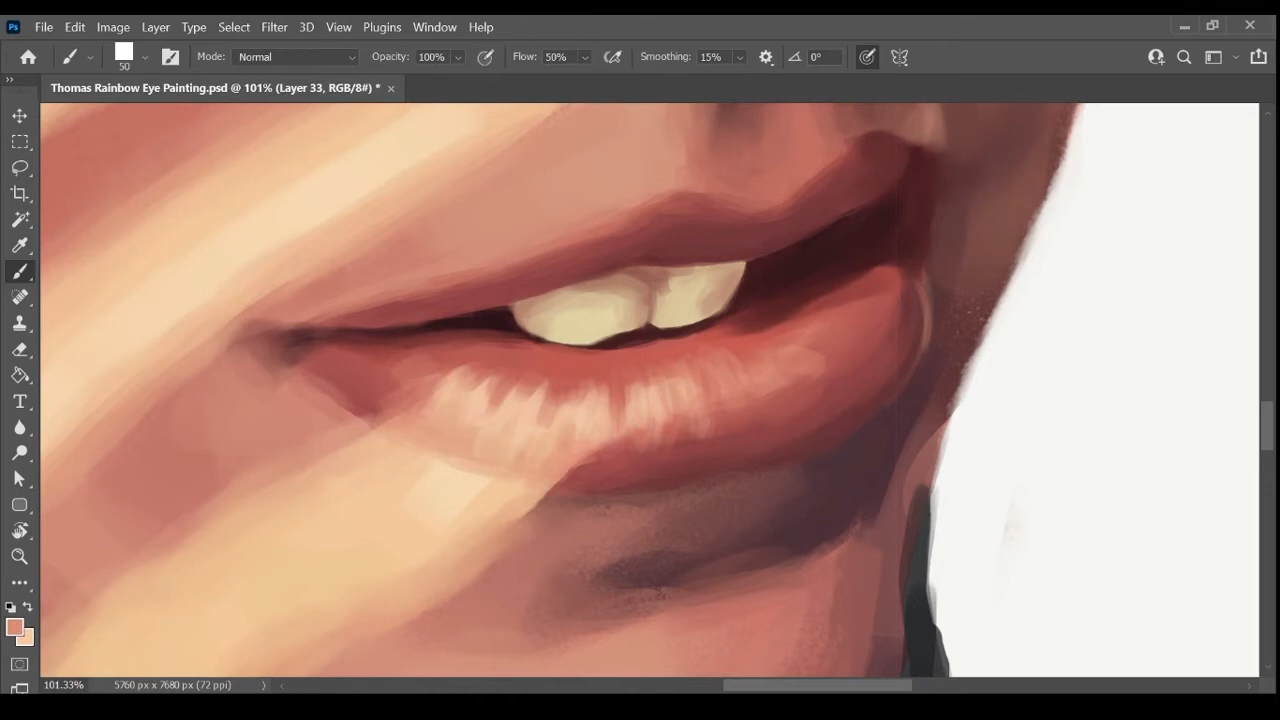 Ps File Edit Image Layer Type Select Filter 3D View Plugins Window Help
50 Mode: Normal Opacity: 100% Flow: 50% Smoothing: 15% 0°
Thomas Rainbow Eye Painting.psd @ 101% (Layer 33, RGB/8#) * ×
T
101.33% 5760 px x 7680 px (72 ppi)